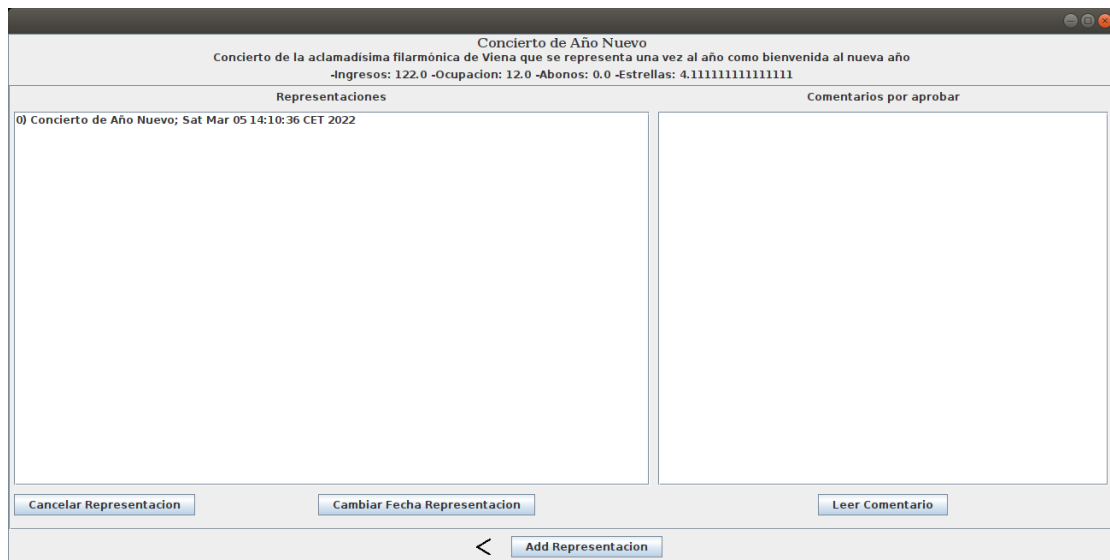 Concierto de Año Nuevo
Concierto de la aclamadísima filarmónica de Viena que se representa una vez al año como bienvenida al nueva año
-Ingresos: 122.0 -Ocupacion: 12.0 -Abonos: 0.0 -Estrellas: 4.111111111111111
Representaciones
Comentarios por aprobar
0) Concierto de Año Nuevo; Sat Mar 05 14:10:36 CET 2022
Cancelar Representacion
Cambiar Fecha Representacion
Leer Comentario
< Add Representacion